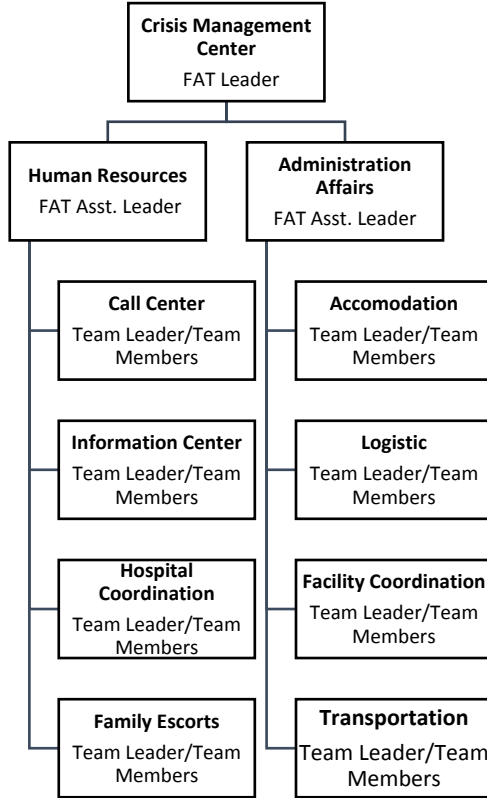 Crisis Management
Center
FAT Leader
Human Resources
FAT Asst. Leader
Administration
Affairs
FAT Asst. Leader
Call Center
Team Leader/Team
Members
Information Center
Team Leader/Team
Members
Hospital
Coordination
Team Leader/Team
Members
Family Escorts
Team Leader/Team
Members
Accomodation
Team Leader/Team
Members
Logistic
Team Leader/Team
Members
Facility Coordination
Team Leader/Team
Members
Transportation
Team Leader/Team
Members